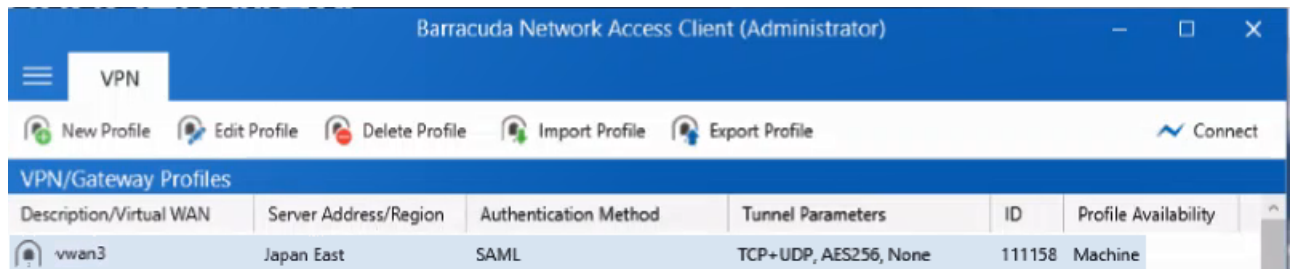 Barracuda Network Access Client (Administrator)
VPN
New Profile Edit Profile Delete Profile Import Profile Export Profile Connect
VPN/Gateway Profiles
Description/Virtual WAN Server Address/Region Authentication Method Tunnel Parameters ID Profile Availability
vwan3 Japan East SAML TCP+UDP, AES256, None 111158 Machine